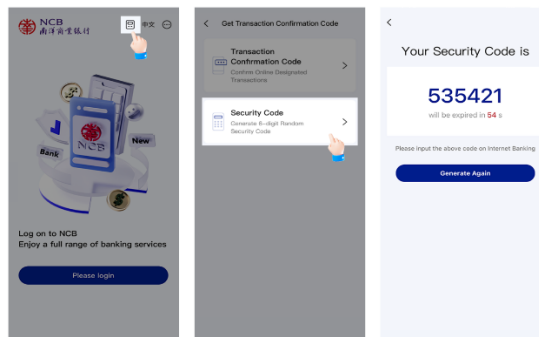 NCB
南洋商業銀行
中文
J
New
NCB
Bank
$
Log on to NCB
Enjoy a full range of banking services
Please login
Get Transaction Confirmation Code
Transaction
Confirmation Code
Confirm Online Designated
Transactions
Security Code
Generate 6-digit Random
Security Code
Your Security Code is
535421
will be expired in 54 s
Please input the above code on Internet Banking
Generate Again